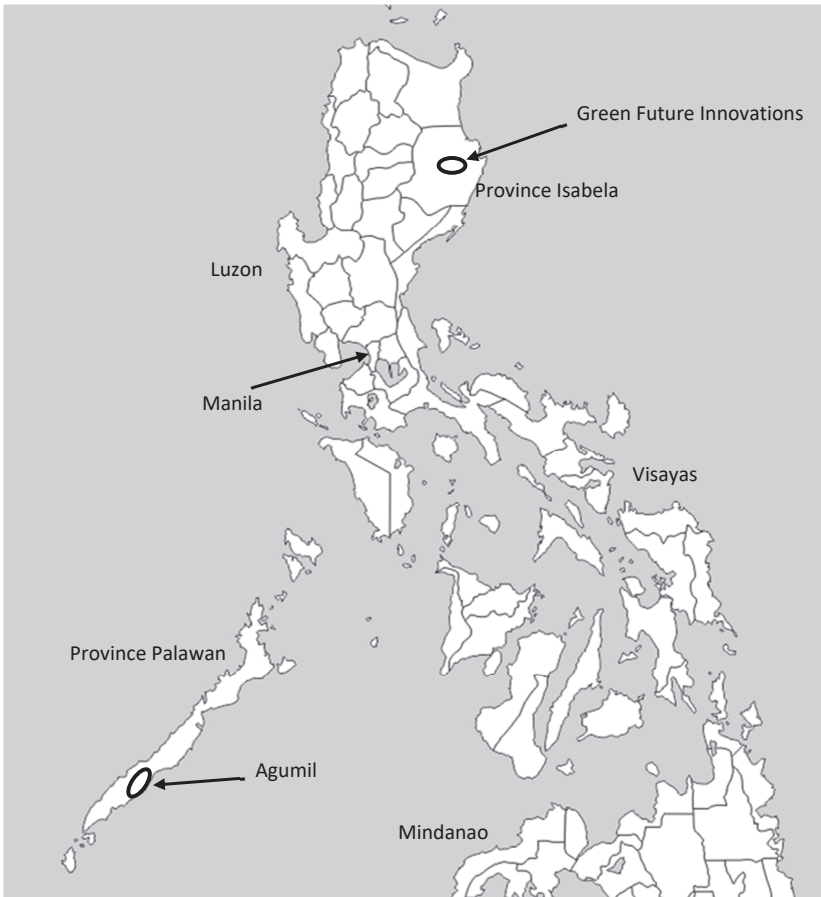 Green Future Innovations
Province Isabela
Luzon
Manila
Visayas
Province Palawan
Agumil
Mindanao